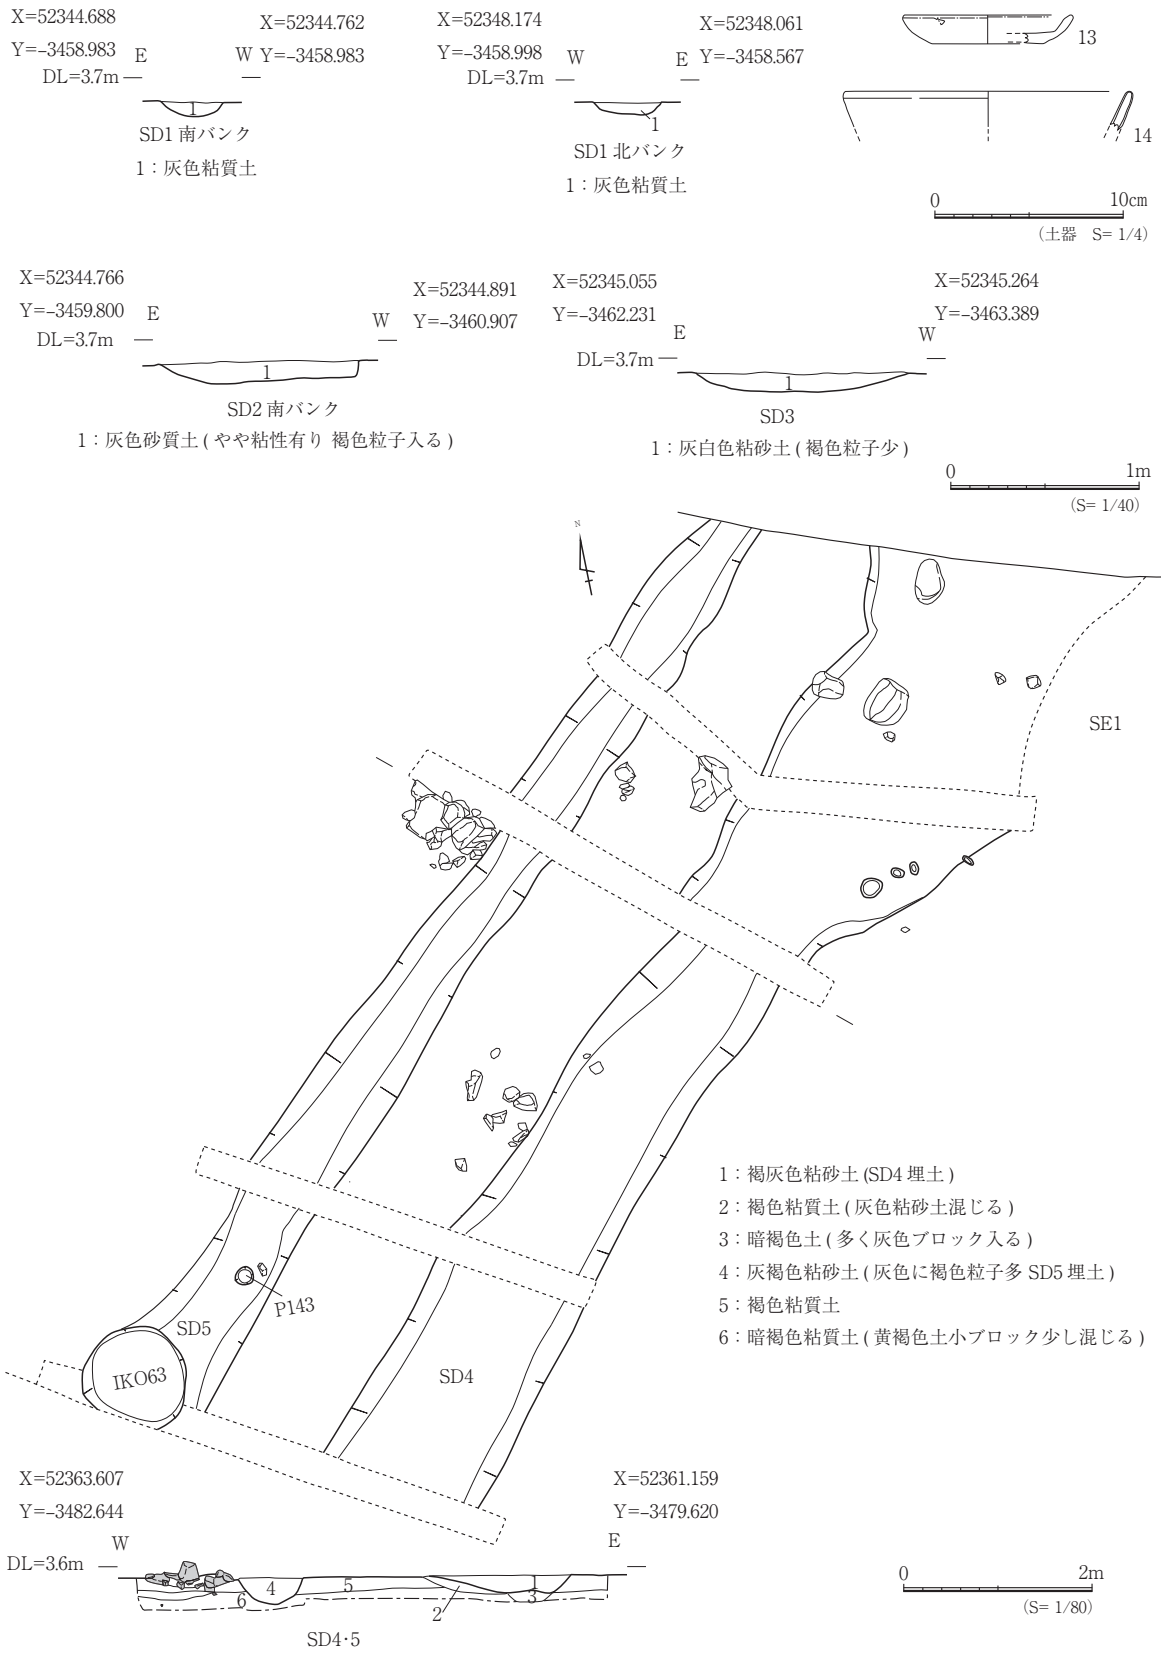 X=52344.688
Y=-3458.983
E
DL=3.7m
X=52344.762
W Y=-3458.983
1
SD1 南バンク
1：灰色粘質土
X=52348.174
Y=-3458.998
W
DL=3.7m
X=52348.061
E Y=-3458.567
1
SD1 北バンク
1：灰色粘質土
13
14
0 10cm
(土器　S= 1/4)
X=52344.766
Y=-3459.800
E
DL=3.7m
X=52344.891
W Y=-3460.907
1
SD2 南バンク
1：灰色砂質土 ( やや粘性有り 褐色粒子入る )
X=52345.055
Y=-3462.231
E
DL=3.7m
X=52345.264
Y=-3463.389
W
1
SD3
1：灰白色粘砂土 ( 褐色粒子少 )
0 1m
(S= 1/40)
N
SE1
P143
SD5
IKO63
SD4
1：褐灰色粘砂土 (SD4 埋土 )
2：褐色粘質土 ( 灰色粘砂土混じる )
3：暗褐色土 ( 多く灰色ブロック入る )
4：灰褐色粘砂土 ( 灰色に褐色粒子多 SD5 埋土 )
5：褐色粘質土
6：暗褐色粘質土 ( 黄褐色土小ブロック少し混じる )
X=52363.607
Y=-3482.644
W
DL=3.6m
X=52361.159
Y=-3479.620
E
6 4 5 2 1 3
SD4･5
0 2m
(S= 1/80)